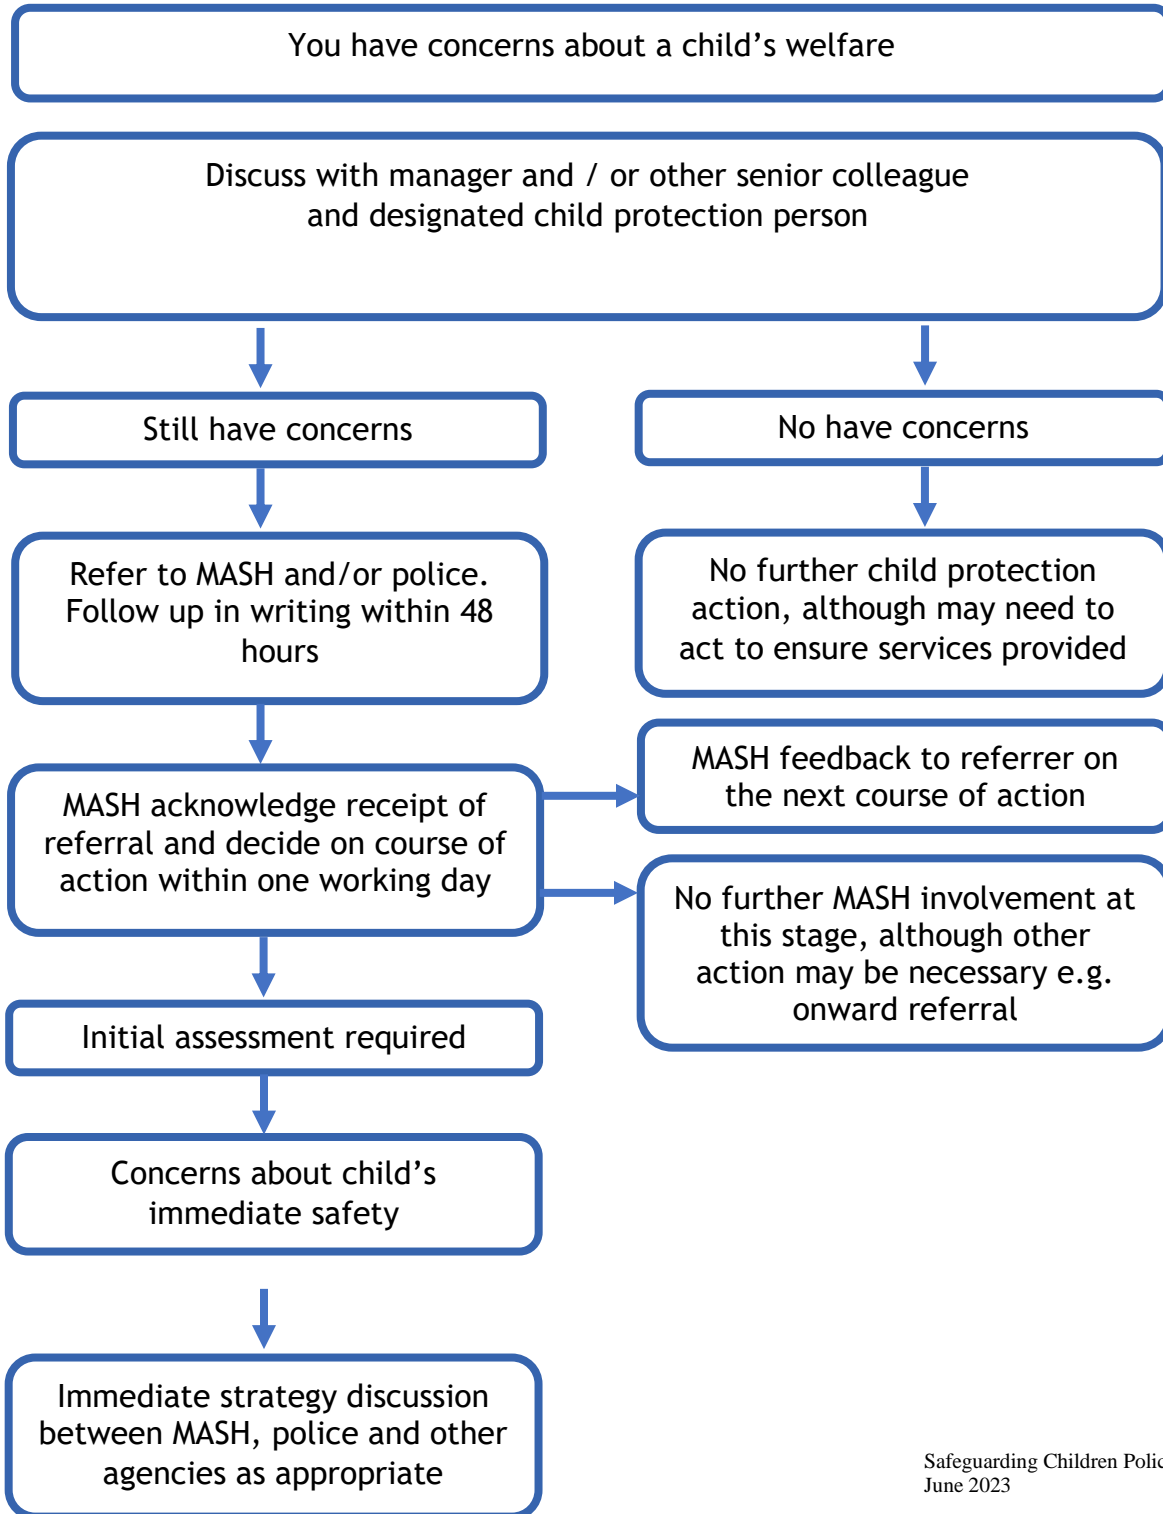 You have concerns about a child’s welfare
Discuss with manager and / or other senior colleague
and designated child protection person
Still have concerns
No have concerns
Refer to MASH and/or police.
Follow up in writing within 48
hours
No further child protection
action, although may need to
act to ensure services provided
MASH acknowledge receipt of
referral and decide on course of
action within one working day
MASH feedback to referrer on
the next course of action
No further MASH involvement at
this stage, although other
action may be necessary e.g.
onward referral
Initial assessment required
Concerns about child’s
immediate safety
Immediate strategy discussion
between MASH, police and other
agencies as appropriate
Safeguarding Children Polic
June 2023